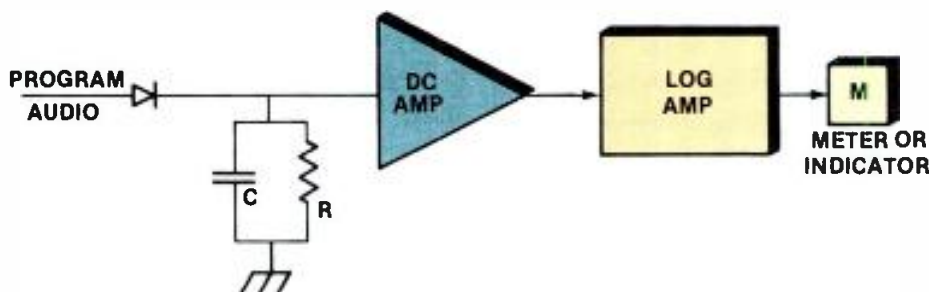 PROGRAM
AUDIO
DC
AMP
LOG
AMP
M
METER OR
INDICATOR
C
R